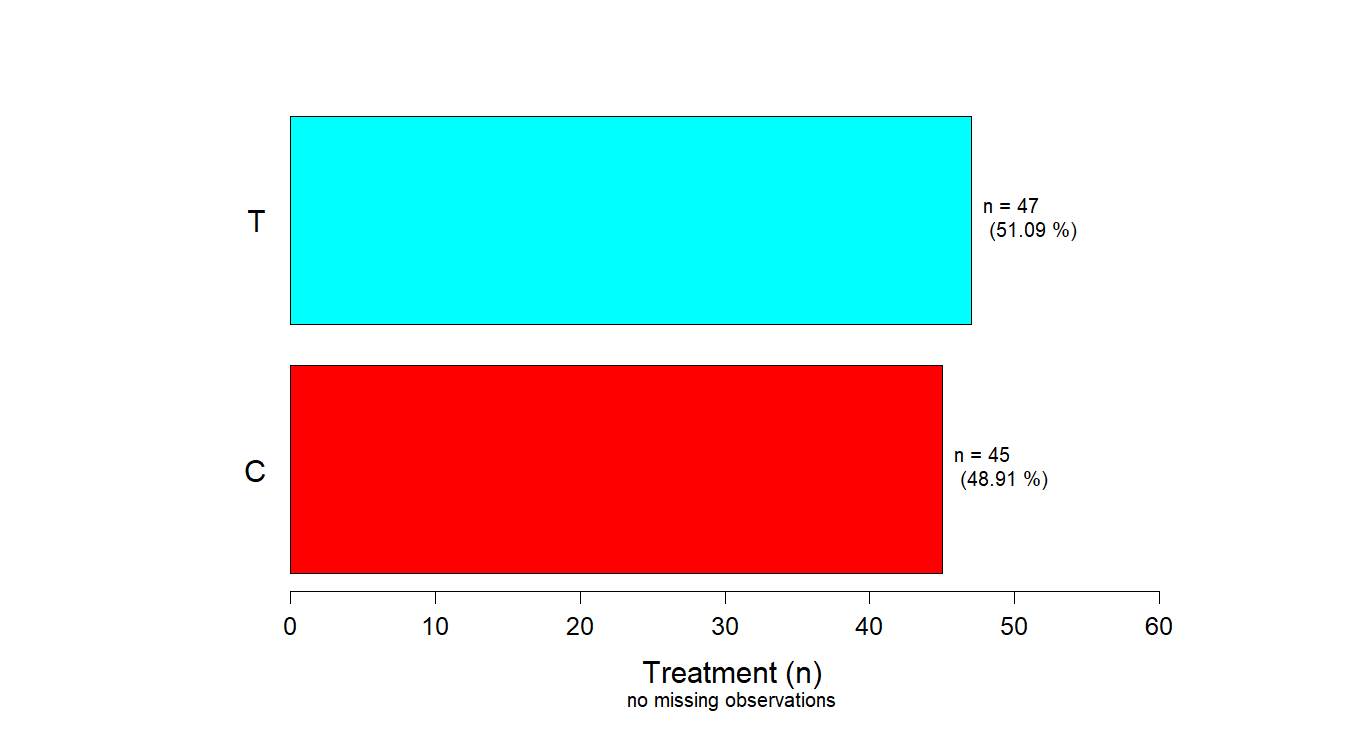 T
n = 47
(51.09 %)
C
n = 45
(48.91 %)
0 10 20 30 40 50 60
Treatment (n)
no missing observations